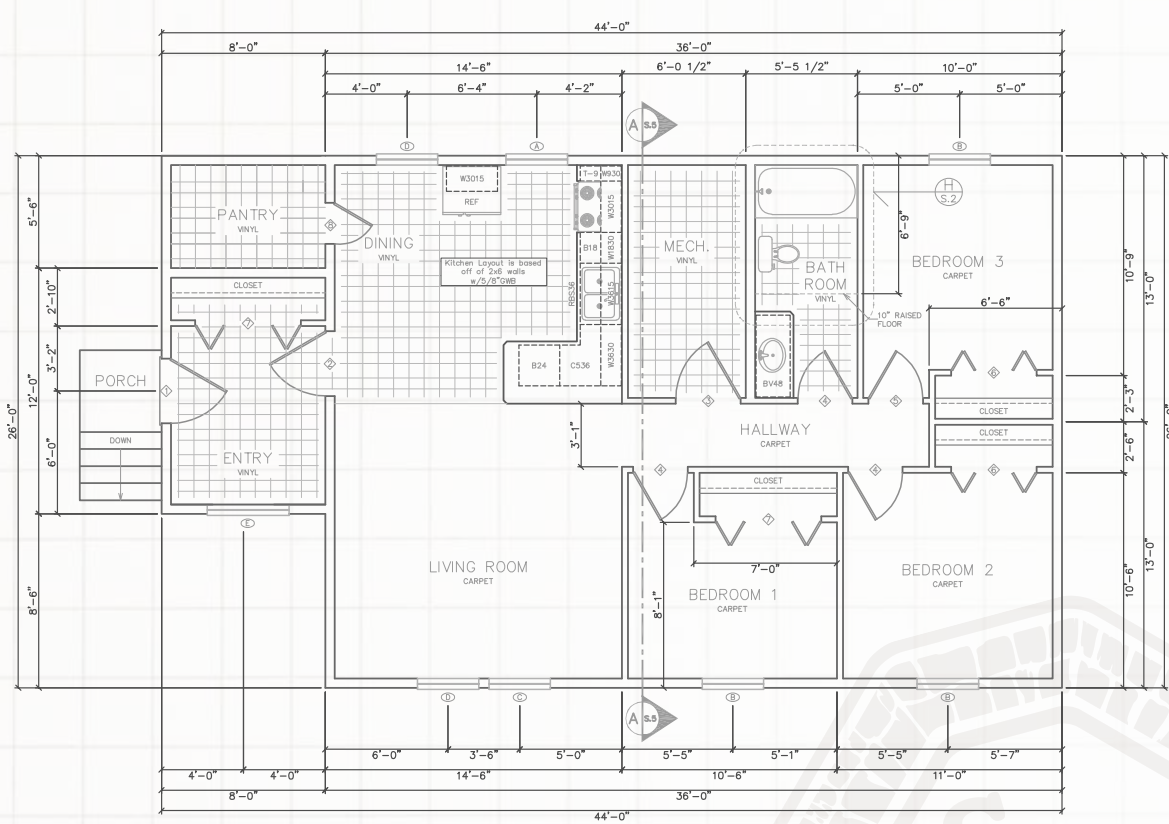 44'-0"
8'-0"
36'-0"
14'-6"
6'-0 1/2"
5'-5 1/2"
10'-0"
4'-0"
6'-4"
4'-2"
5'-0"
5'-0"
A
S.5
D
A
B
5'-6"
PANTRY
VINYL
8
DINING
VINYL
W3015
REF
T-9
W930
W3015
B18
W1830
Kitchen Layout is based
off of 2x6 walls
w/5/8"GWB
RBS36
W3615
W3630
B24
C536
MECH.
VINYL
BATH
ROOM
VINYL
10" RAISED
FLOOR
BV48
6'-9"
H
S.2
BEDROOM 3
CARPET
6'-6"
10'-9"
13'-0"
CLOSET
7
2'-10"
3'-2"
12'-0"
26'-0"
6'-0"
PORCH
1
2
DOWN
ENTRY
VINYL
E
3
4
5
6
CLOSET
2'-3"
CLOSET
6
2'-6"
HALLWAY
CARPET
3'-1"
4
4
CLOSET
7
7'-0"
8'-6"
LIVING ROOM
CARPET
8'-1"
BEDROOM 1
CARPET
BEDROOM 2
CARPET
10'-6"
13'-0"
D
C
B
B
A
S.5
6'-0"
3'-6"
5'-0"
5'-5"
5'-1"
5'-5"
5'-7"
4'-0"
4'-0"
14'-6"
10'-6"
11'-0"
8'-0"
36'-0"
44'-0"